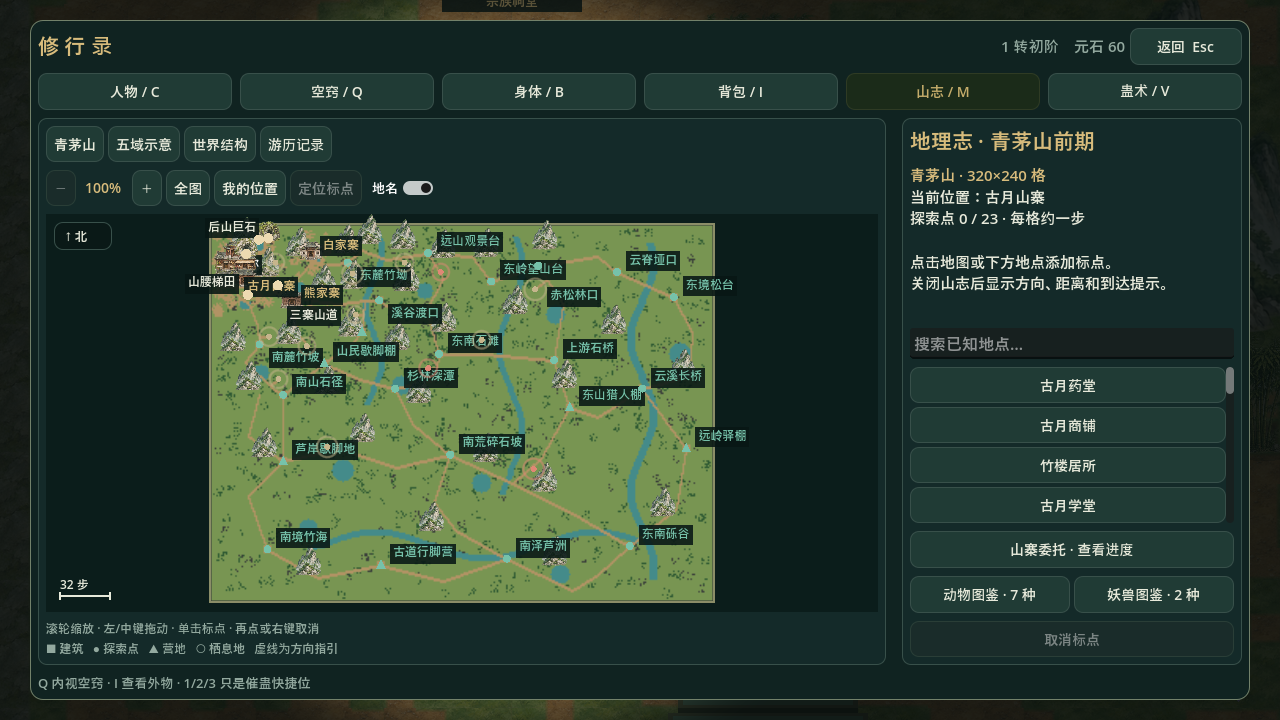 宗族祠堂
修行录
1 转初阶 元石 60 返回 Esc
人物 / C 空窍 / Q 身体 / B 背包 / I 山志 / M 蛊术 / V
青茅山 五域示意 世界结构 游历记录
− 100% + 全图 我的位置 定位标点 地名
↑ 北
后山巨石
白家寨
远山观景台
东麓竹坳
东岭望山台
云脊垭口
山腰梯田
熊家寨
赤松林口
东境松台
三寨山道
溪谷渡口
山民歇脚棚
上游石桥
南麓竹坡
南山石径
杉林深潭
云溪长桥
东山猎人棚
远岭驿棚
南荒碎石坡
南境竹海
古道行脚营
南泽芦洲
东南砾谷
32 步
滚轮缩放 · 左/中键拖动 · 单击标点 · 再点或右键取消
■ 建筑 ● 探索点 ▲ 营地 ○ 栖息地 虚线为方向指引
地理志 · 青茅山前期
青茅山 · 320×240 格
当前位置：古月山寨
探索点 0 / 23 · 每格约一步
点击地图或下方地点添加标点。
关闭山志后显示方向、距离和到达提示。
搜索已知地点...
古月药堂
古月商铺
竹楼居所
古月学堂
山寨委托 · 查看进度
动物图鉴 · 7 种 妖兽图鉴 · 2 种
取消标点
Q 内视空窍 · I 查看外物 · 1/2/3 只是催蛊快捷位